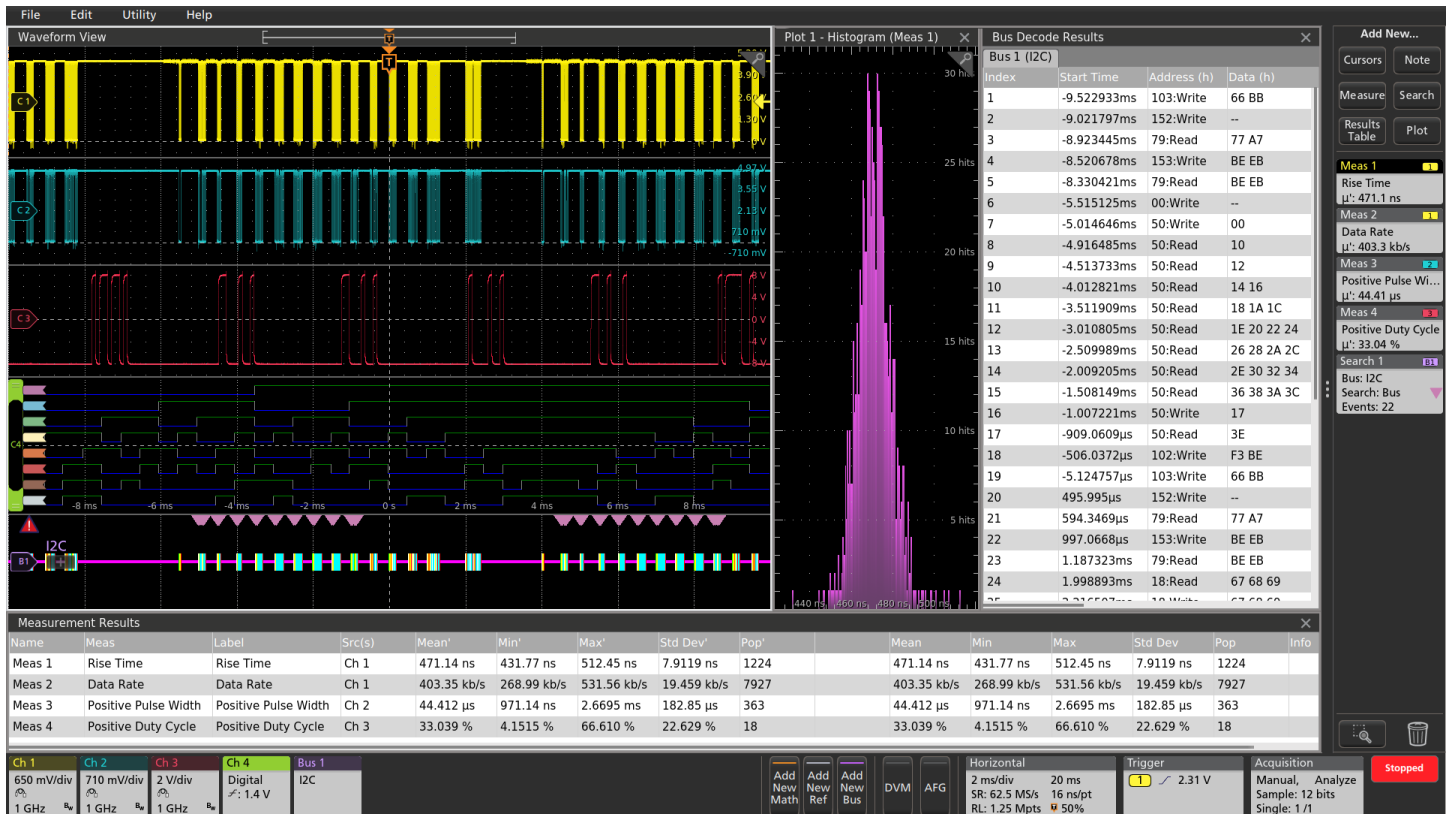 File Edit Utility Help
Waveform View
Plot 1 - Histogram (Meas 1)
Bus Decode Results
Add New...
Cursors Note
Measure Search
Results Table Plot
T
T
C 1
3.90
2.60
1.30 V
0 V
C 2
4.97 V
3.55 V
2.13 V
710 mV
-710 mV
C 3
8 V
4 V
0 V
-4 V
-8 V
C4
-8 ms -6 ms -4 ms -2 ms 0 s 2 ms 4 ms 6 ms 8 ms
B1
I2C
30 hits
25 hits
20 hits
15 hits
10 hits
5 hits
440 ns 460 ns 480 ns 500 ns
Bus 1 (I2C)
Index Start Time Address (h) Data (h)
1 -9.522933ms 103:Write 66 BB
2 -9.021797ms 152:Write --
3 -8.923445ms 79:Read 77 A7
4 -8.520678ms 153:Write BE EB
5 -8.330421ms 79:Read BE EB
6 -5.515125ms 00:Write --
7 -5.014646ms 50:Write 00
8 -4.916485ms 50:Read 10
9 -4.513733ms 50:Read 12
10 -4.012821ms 50:Read 14 16
11 -3.511909ms 50:Read 18 1A 1C
12 -3.010805ms 50:Read 1E 20 22 24
13 -2.509989ms 50:Read 26 28 2A 2C
14 -2.009205ms 50:Read 2E 30 32 34
15 -1.508149ms 50:Read 36 38 3A 3C
16 -1.007221ms 50:Write 17
17 -909.0609µs 50:Read 3E
18 -506.0372µs 102:Write F3 BE
19 -5.124757µs 103:Write 66 BB
20 495.995µs 152:Write --
21 594.3469µs 79:Read 77 A7
22 997.0668µs 153:Write BE EB
23 1.187323ms 79:Read BE EB
24 1.998893ms 18:Read 67 68 69
Meas 1 1
Rise Time
µ': 471.1 ns
Meas 2 1
Data Rate
µ': 403.3 kb/s
Meas 3 2
Positive Pulse Wi...
µ': 44.41 µs
Meas 4 3
Positive Duty Cycle
µ': 33.04 %
Search 1 B1
Bus: I2C
Search: Bus
Events: 22
Measurement Results
Name Meas Label Src(s) Mean' Min' Max' Std Dev' Pop' Mean Min Max Std Dev Pop Info
Meas 1 Rise Time Rise Time Ch 1 471.14 ns 431.77 ns 512.45 ns 7.9119 ns 1224 471.14 ns 431.77 ns 512.45 ns 7.9119 ns 1224
Meas 2 Data Rate Data Rate Ch 1 403.35 kb/s 268.99 kb/s 531.56 kb/s 19.459 kb/s 7927 403.35 kb/s 268.99 kb/s 531.56 kb/s 19.459 kb/s 7927
Meas 3 Positive Pulse Width Positive Pulse Width Ch 2 44.412 µs 971.14 ns 2.6695 ms 182.85 µs 363 44.412 µs 971.14 ns 2.6695 ms 182.85 µs 363
Meas 4 Positive Duty Cycle Positive Duty Cycle Ch 3 33.039 % 4.1515 % 66.610 % 22.629 % 18 33.039 % 4.1515 % 66.610 % 22.629 % 18
Ch 1
650 mV/div
1 GHz Bw
Ch 2
710 mV/div
1 GHz Bw
Ch 3
2 V/div
1 GHz Bw
Ch 4
Digital
: 1.4 V
Bus 1
I2C
Add New Math
Add New Ref
Add New Bus
DVM
AFG
Horizontal
2 ms/div 20 ms
SR: 62.5 MS/s 16 ns/pt
RL: 1.25 Mpts 50%
Trigger
1 2.31 V
Acquisition
Manual, Analyze
Sample: 12 bits
Single: 1 /1
Stopped